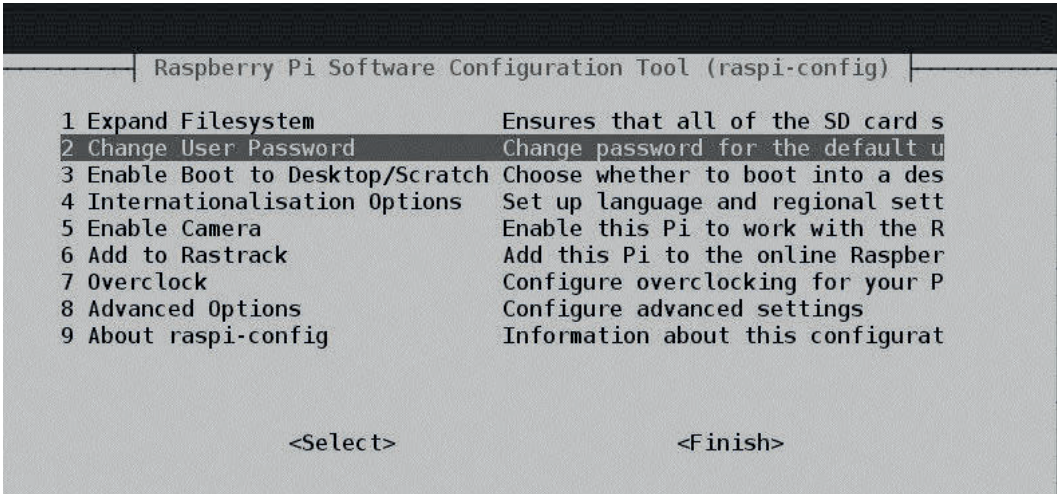 Raspberry Pi Software Configuration Tool (raspi-config)
1 Expand Filesystem Ensures that all of the SD card s
2 Change User Password Change password for the default u
3 Enable Boot to Desktop/Scratch Choose whether to boot into a des
4 Internationalisation Options Set up language and regional sett
5 Enable Camera Enable this Pi to work with the R
6 Add to Rastrack Add this Pi to the online Raspber
7 Overclock Configure overclocking for your P
8 Advanced Options Configure advanced settings
9 About raspi-config Information about this configurat
<Select> <Finish>